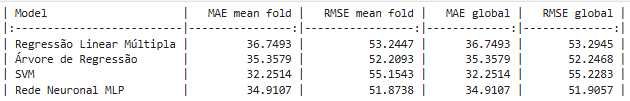 | Model | MAE mean fold | RMSE mean fold | MAE global | RMSE global |
|:---------------------------|---------------:|----------------:|-------------:|--------------:|
| Regressão Linear Múltipla | 36.7493 | 53.2447 | 36.7493 | 53.2945 |
| Árvore de Regressão | 35.3579 | 52.2093 | 35.3579 | 52.2468 |
| SVM | 32.2514 | 55.1543 | 32.2514 | 55.2283 |
| Rede Neuronal MLP | 34.9107 | 51.8738 | 34.9107 | 51.9057 |